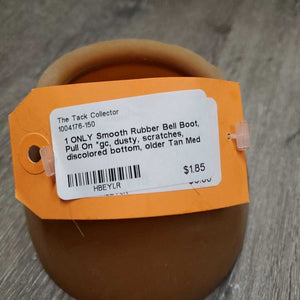 The Tack Collector
1004176-150
1 ONLY Smooth Rubber Bell Boot,
Pull On *gc, dusty, scratches,
discolored bottom, older Tan Med
$1.85
HBEYLR